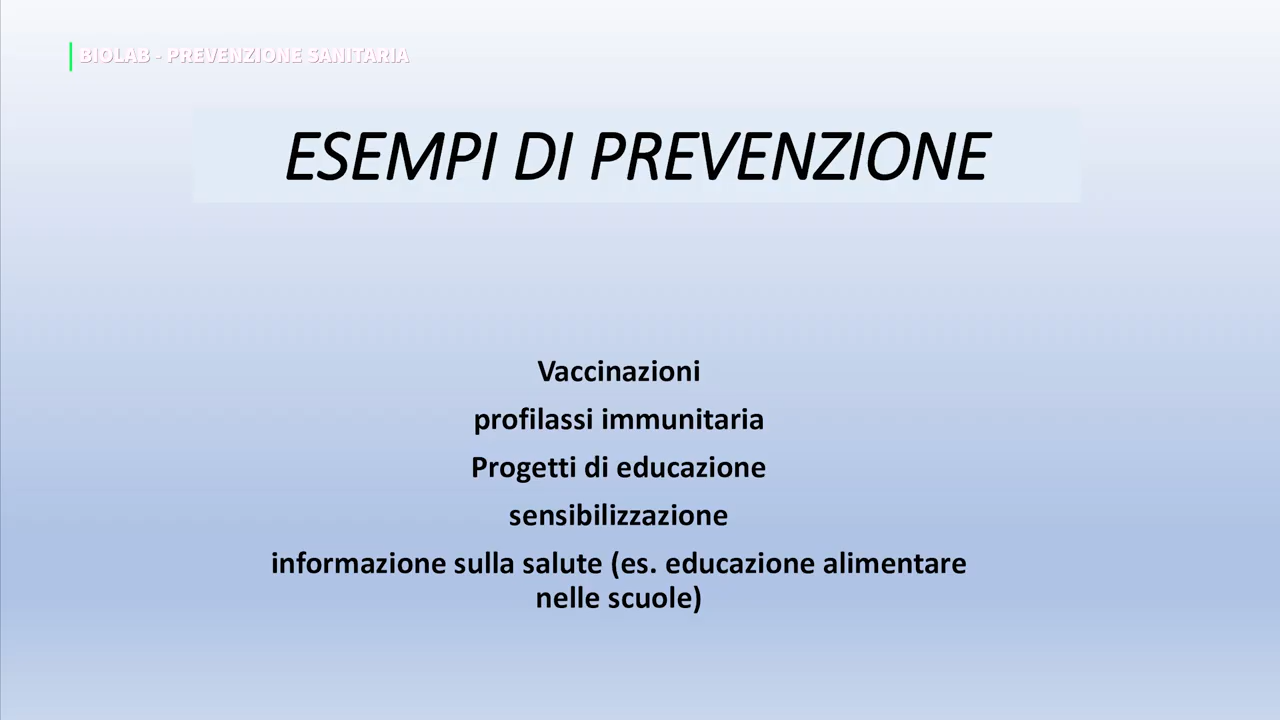 BIOLAB - PREVENZIONE SANITARIA
ESEMPI DI PREVENZIONE
Vaccinazioni
profilassi immunitaria
Progetti di educazione
sensibilizzazione
informazione sulla salute (es. educazione alimentare
nelle scuole)